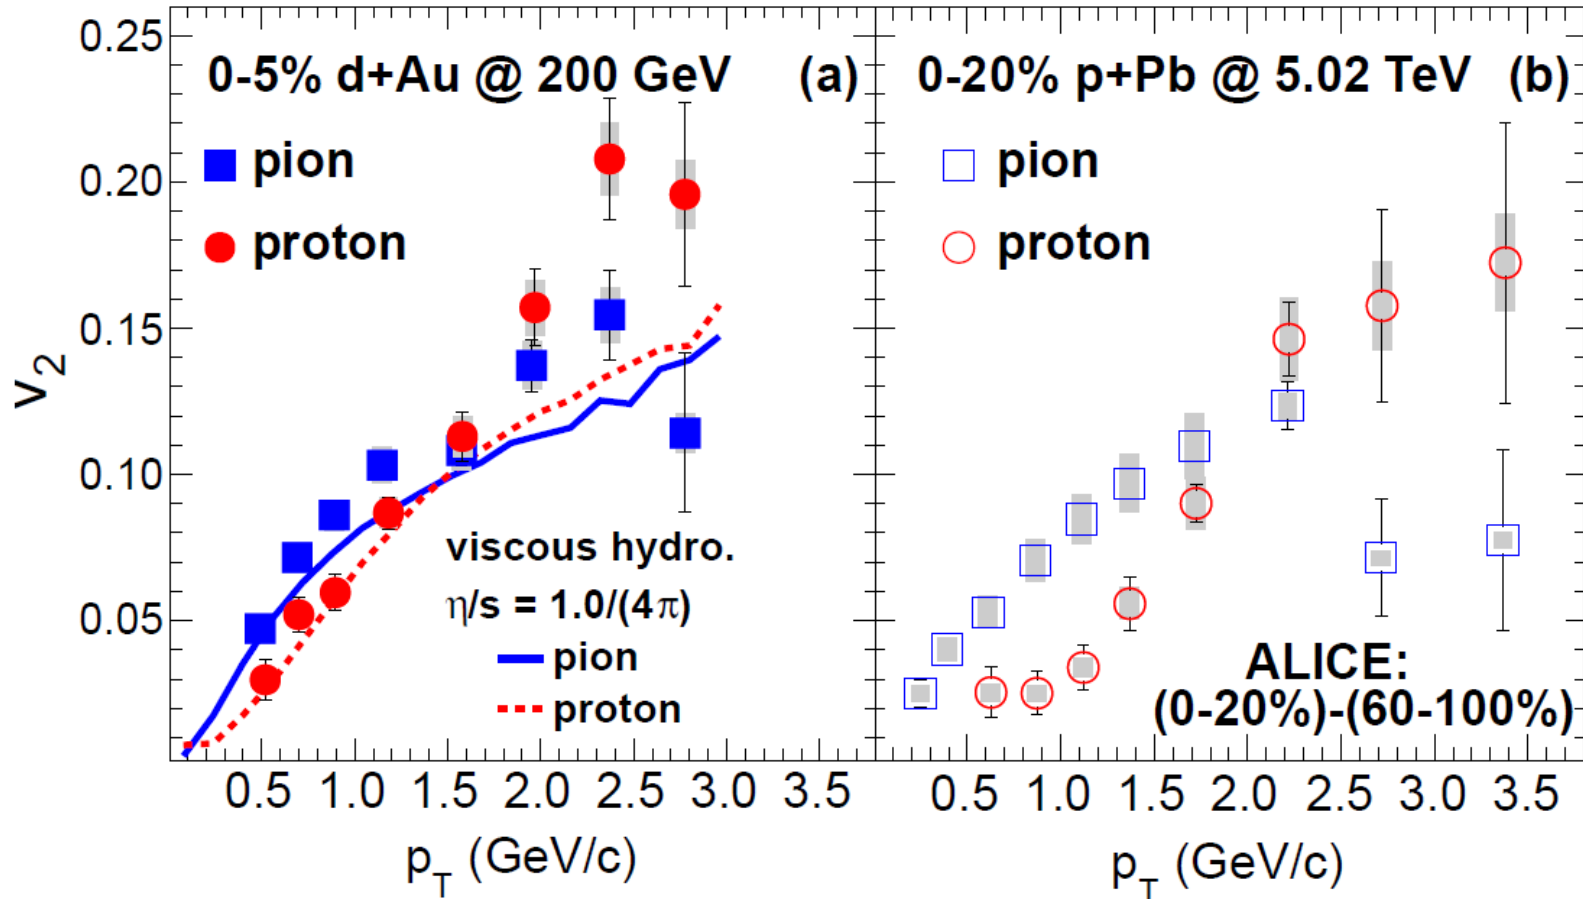 0-5% d+Au @ 200 GeV (a)
pion
proton
viscous hydro.
η/s = 1.0/(4π)
pion
proton
0.25
0.20
0.15
0.10
0.05
v2
0.5 1.0 1.5 2.0 2.5 3.0 3.5
pT (GeV/c)
0-20% p+Pb @ 5.02 TeV (b)
pion
proton
ALICE:
(0-20%)-(60-100%)
0.5 1.0 1.5 2.0 2.5 3.0 3.5
pT (GeV/c)